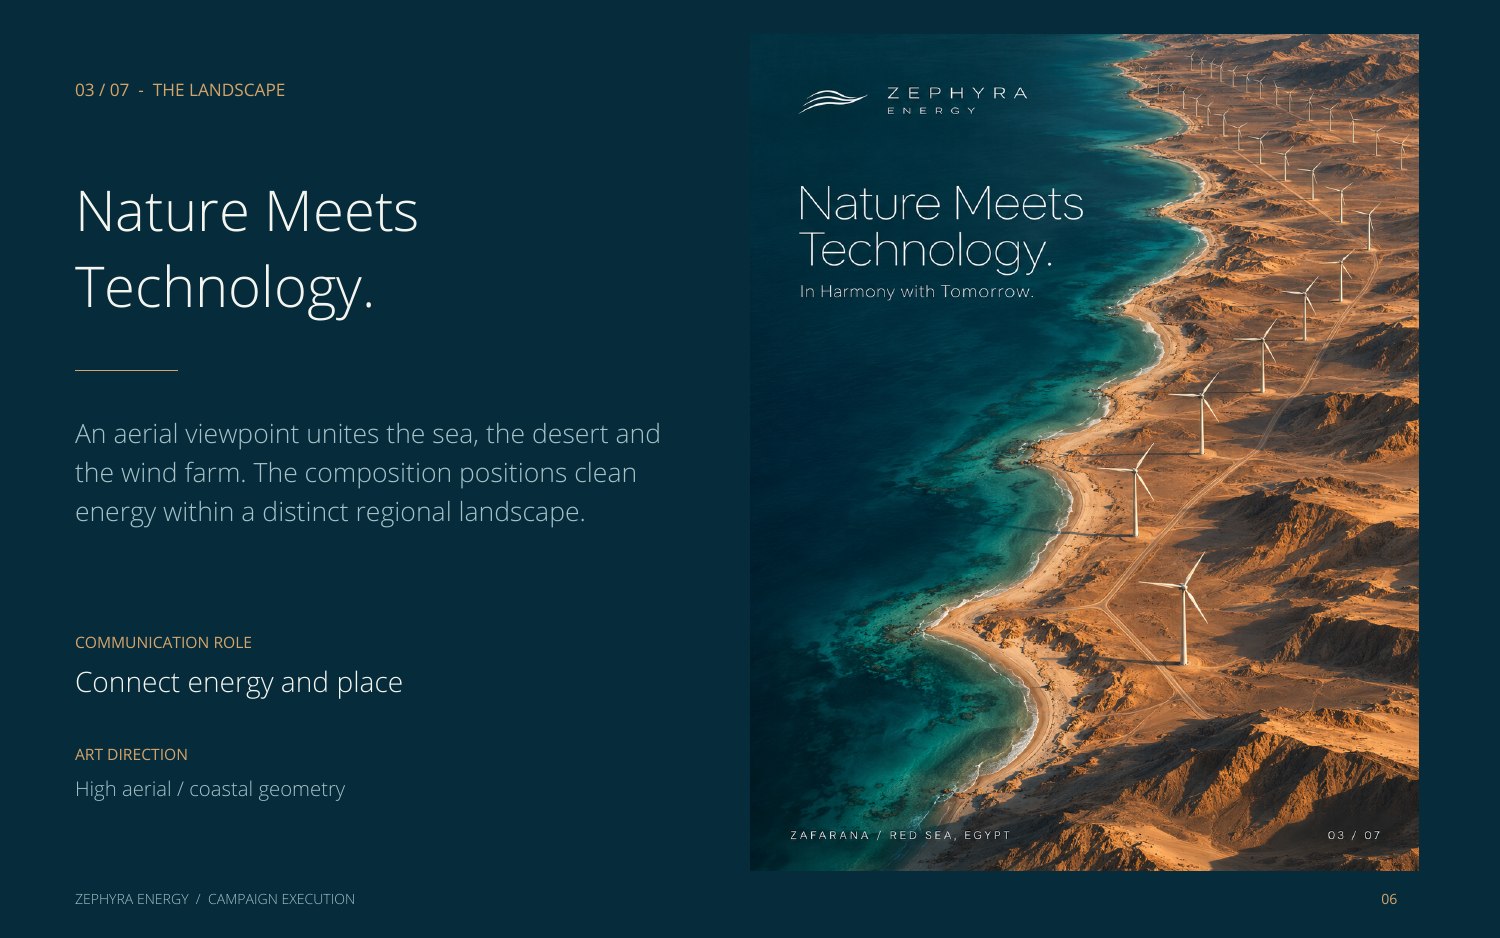 03 / 07 - THE LANDSCAPE
Nature Meets
Technology.
An aerial viewpoint unites the sea, the desert and
the wind farm. The composition positions clean
energy within a distinct regional landscape.
COMMUNICATION ROLE
Connect energy and place
ART DIRECTION
High aerial / coastal geometry
ZEPHYRA
ENERGY
Nature Meets
Technology.
In Harmony with Tomorrow.
ZAFARANA / RED SEA, EGYPT
03 / 07
ZEPHYRA ENERGY / CAMPAIGN EXECUTION
06